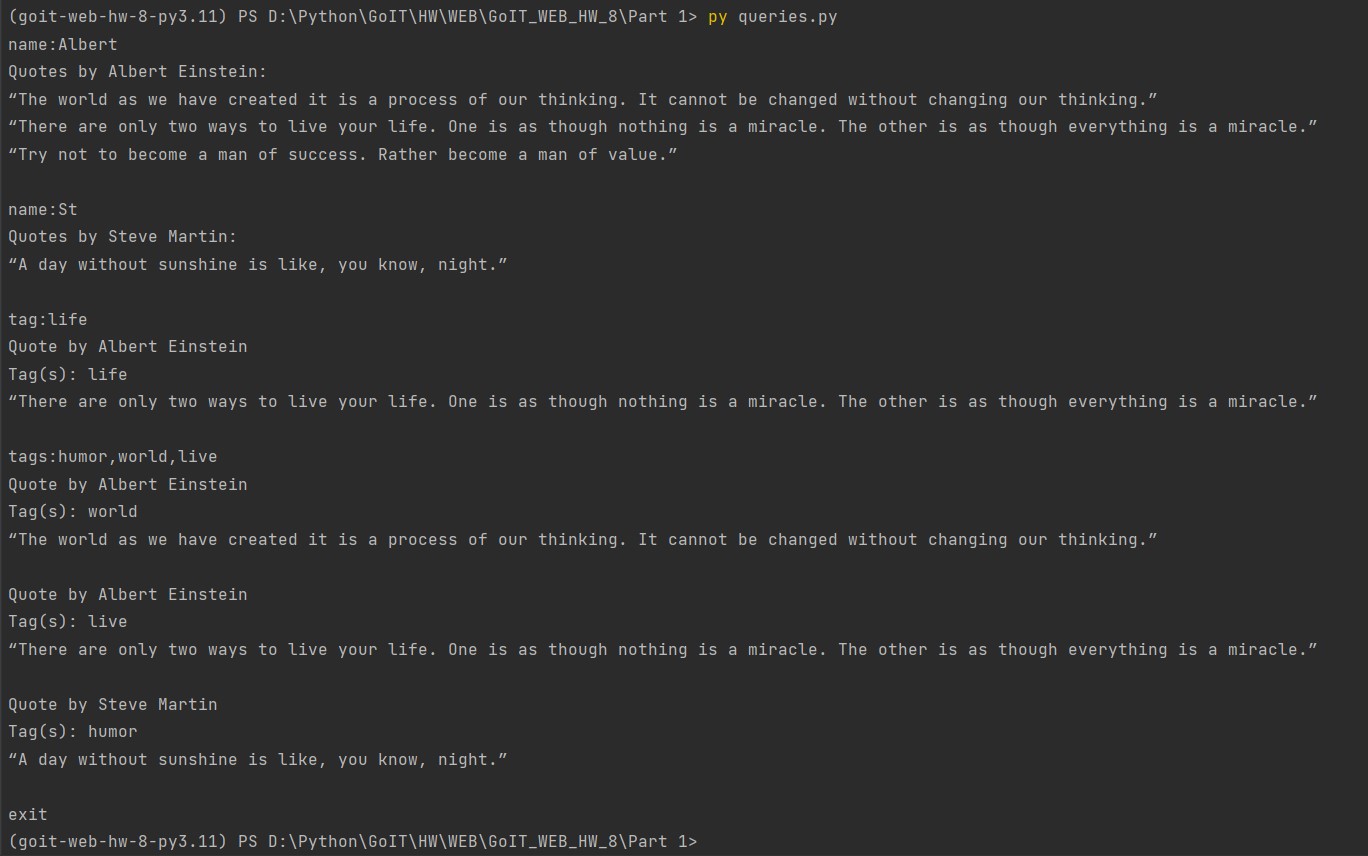 (goit-web-hw-8-py3.11) PS D:\Python\GoIT\HW\WEB\GoIT_WEB_HW_8\Part 1> py queries.py
name:Albert
Quotes by Albert Einstein:
“The world as we have created it is a process of our thinking. It cannot be changed without changing our thinking.”
“There are only two ways to live your life. One is as though nothing is a miracle. The other is as though everything is a miracle.”
“Try not to become a man of success. Rather become a man of value.”
name:St
Quotes by Steve Martin:
“A day without sunshine is like, you know, night.”
tag:life
Quote by Albert Einstein
Tag(s): life
“There are only two ways to live your life. One is as though nothing is a miracle. The other is as though everything is a miracle.”
tags:humor,world,live
Quote by Albert Einstein
Tag(s): world
“The world as we have created it is a process of our thinking. It cannot be changed without changing our thinking.”
Quote by Albert Einstein
Tag(s): live
“There are only two ways to live your life. One is as though nothing is a miracle. The other is as though everything is a miracle.”
Quote by Steve Martin
Tag(s): humor
“A day without sunshine is like, you know, night.”
exit
(goit-web-hw-8-py3.11) PS D:\Python\GoIT\HW\WEB\GoIT_WEB_HW_8\Part 1>